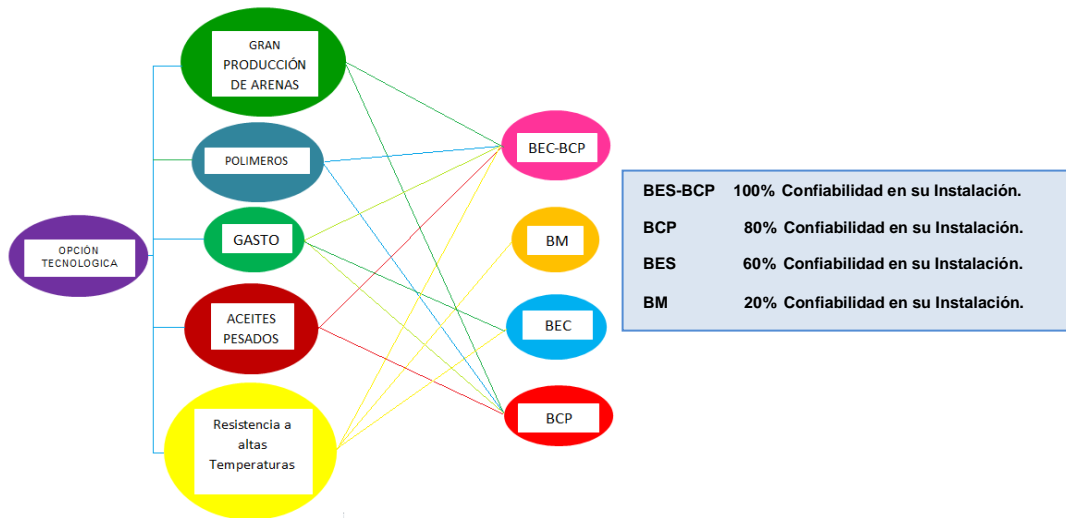 GRAN
PRODUCCIÓN
DE ARENAS
POLIMEROS
GASTO
OPCIÓN
TECNOLOGICA
ACEITES
PESADOS
Resistencia a
altas
Temperaturas
BEC-BCP
BM
BEC
BCP
BES-BCP 100% Confiabilidad en su Instalación.
BCP 80% Confiabilidad en su Instalación.
BES 60% Confiabilidad en su Instalación.
BM 20% Confiabilidad en su Instalación.